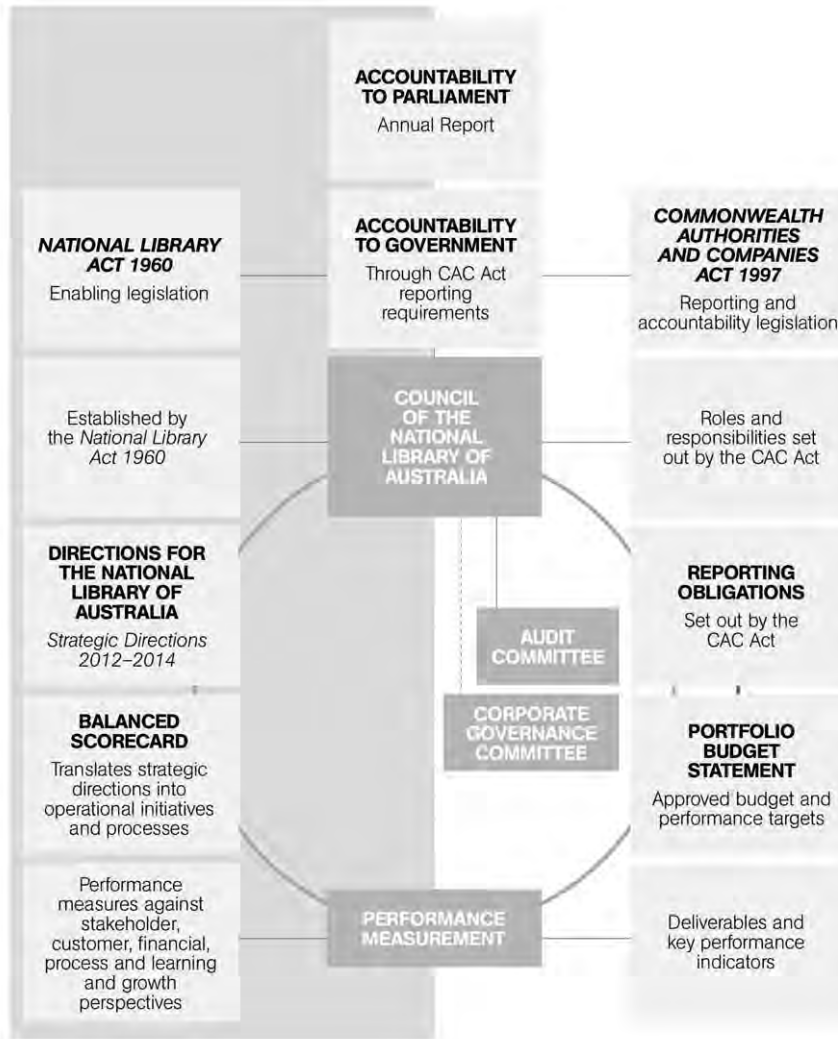 ACCOUNTABILITY
TO PARLIAMENT
Annual Report
NATIONAL LIBRARY
ACT 1960
Enabling legislation
ACCOUNTABILITY
TO GOVERNMENT
Through CAC Act
reporting
requirements
COMMONWEALTH
AUTHORITIES
AND COMPANIES
ACT 1997
Reporting and
accountability legislation
Established by
the National Library
Act 1960
COUNCIL
OF THE
NATIONAL
LIBRARY OF
AUSTRALIA
Roles and
responsibilities set
out by the CAC Act
DIRECTIONS FOR
THE NATIONAL
LIBRARY OF
AUSTRALIA
Strategic Directions
2012–2014
AUDIT
COMMITTEE
REPORTING
OBLIGATIONS
Set out by the
CAC Act
BALANCED
SCORECARD
Translates strategic
directions into
operational initiatives
and processes
CORPORATE
GOVERNANCE
COMMITTEE
PORTFOLIO
BUDGET
STATEMENT
Approved budget and
performance targets
Performance
measures against
stakeholder,
customer, financial,
process and learning
and growth
perspectives
PERFORMANCE
MEASUREMENT
Deliverables and
key performance
indicators